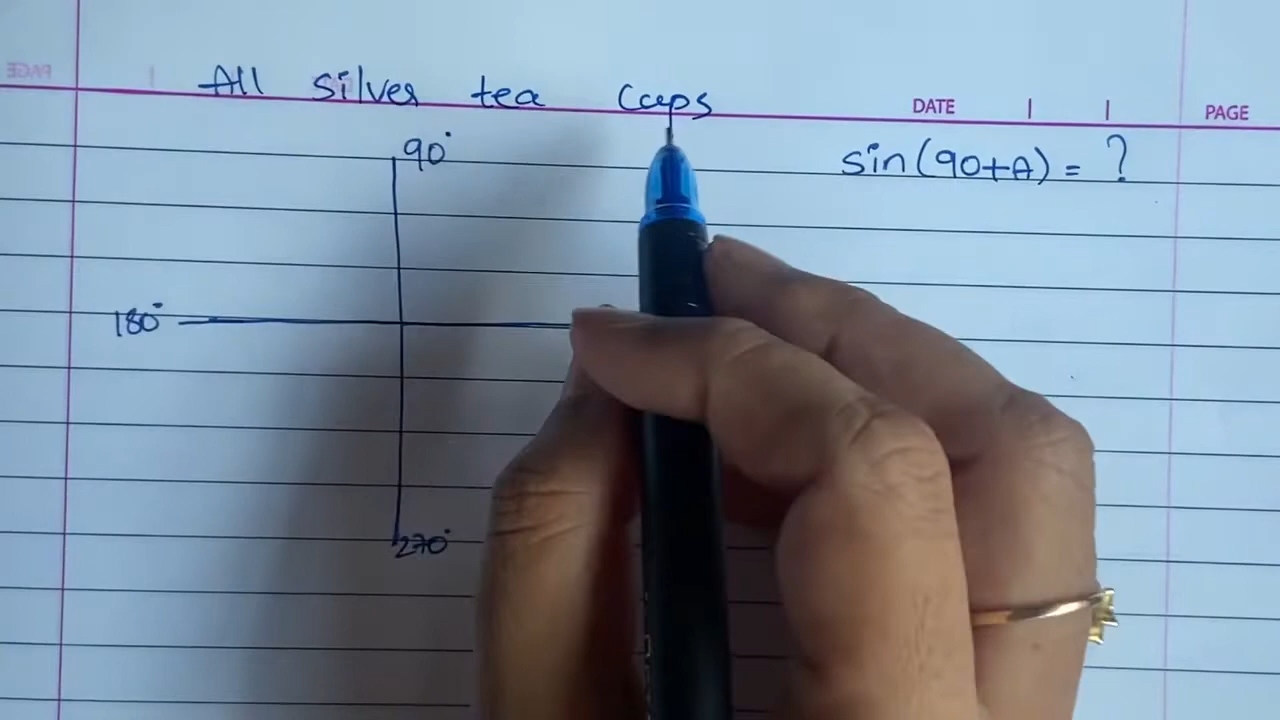 All silver tea Cups
DATE
PAGE
90°
sin(90+A) = ?
180°
270°